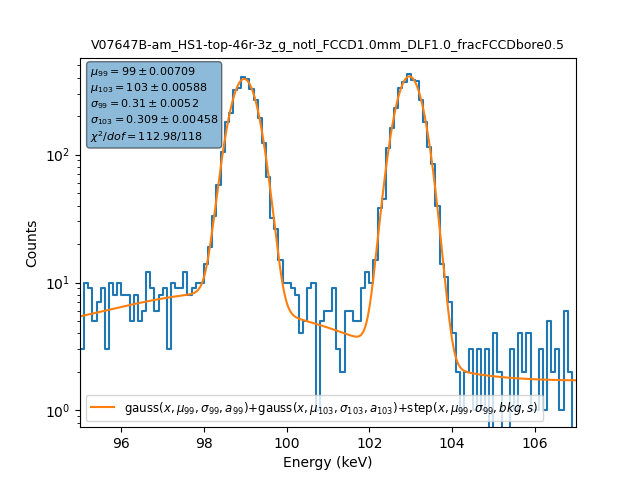 V07647B-am_HS1-top-46r-3z_g_notl_FCCD1.0mm_DLF1.0_fracFCCDbore0.5
μ99 = 99 ± 0.00709
μ103 = 103 ± 0.00588
σ99 = 0.31 ± 0.0052
σ103 = 0.309 ± 0.00458
χ²/dof = 112.98/118
Counts
10²
10¹
10⁰
gauss(x, μ99, σ99, a99)+gauss(x, μ103, σ103, a103)+step(x, μ99, σ99, bkg, s)
96 98 100 102 104 106
Energy (keV)